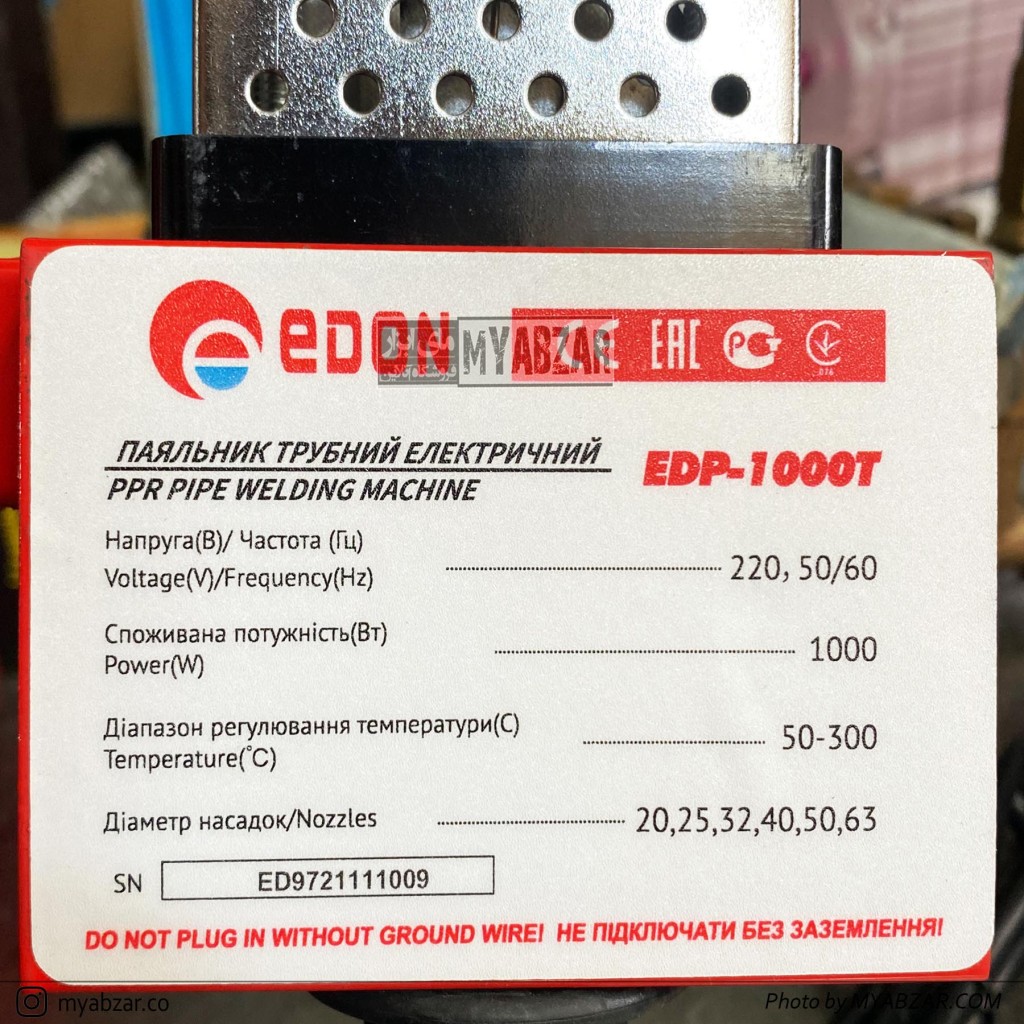 EDON
MYABZAR
EAC
ПАЯЛЬНИК ТРУБНИЙ ЕЛЕКТРИЧНИЙ
PPR PIPE WELDING MACHINE
EDP-1000T
Напруга(В)/ Частота (Гц)
Voltage(V)/Frequency(Hz)
220, 50/60
Споживана потужність(Вт)
Power(W)
1000
Діапазон регулювання температури(С)
Temperature(°C)
50-300
Діаметр насадок/Nozzles
20,25,32,40,50,63
SN ED9721111009
DO NOT PLUG IN WITHOUT GROUND WIRE! НЕ ПІДКЛЮЧАТИ БЕЗ ЗАЗЕМЛЕННЯ!
myabzar.co
Photo by MYABZAR.COM